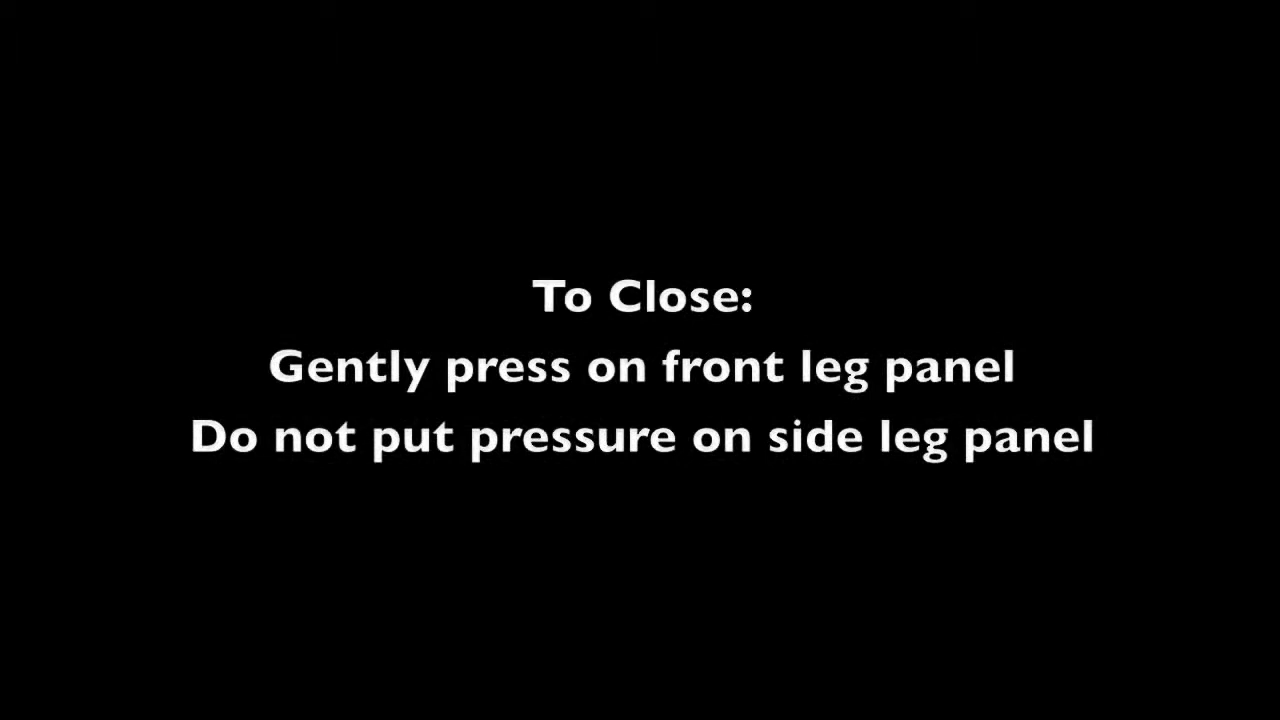 To Close:
Gently press on front leg panel
Do not put pressure on side leg panel